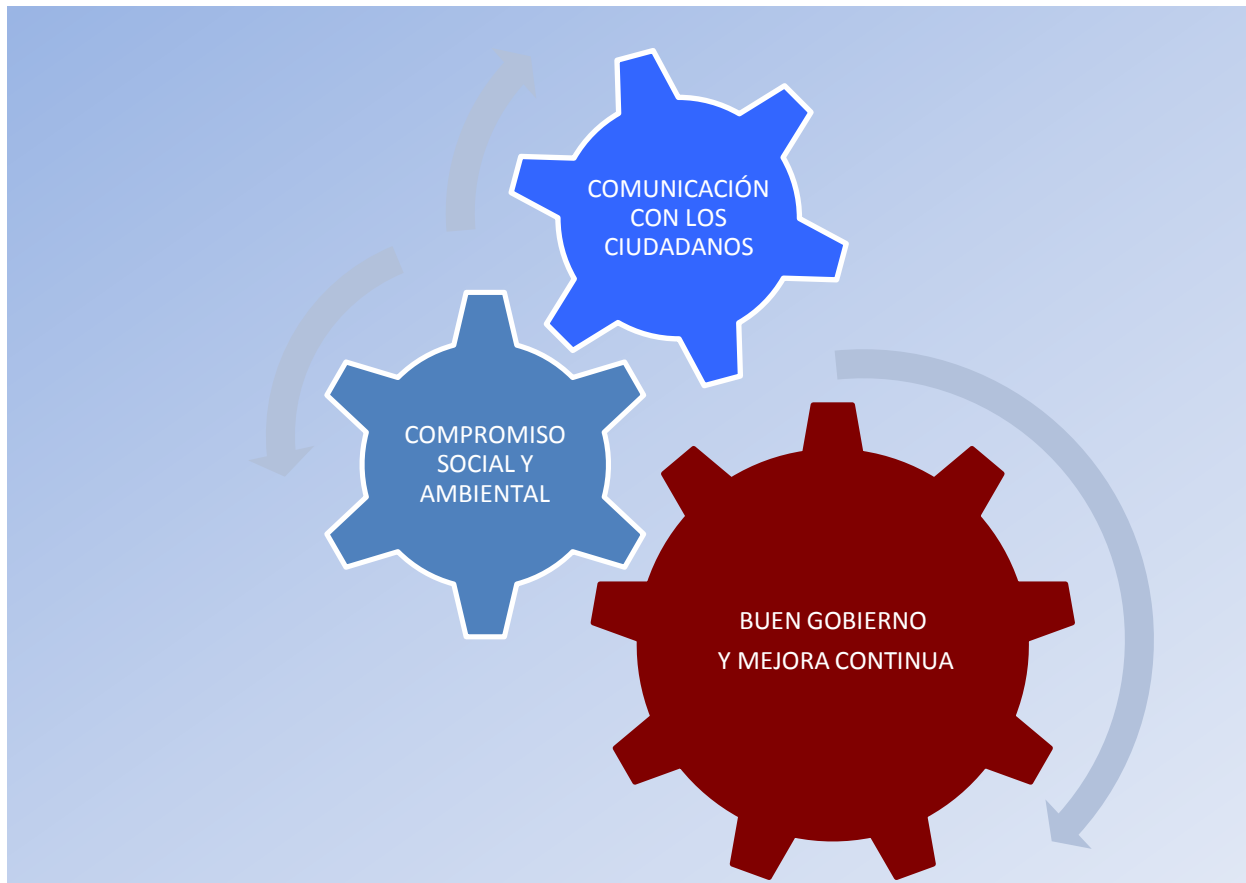 COMUNICACIÓN
CON LOS
CIUDADANOS
COMPROMISO
SOCIAL Y
AMBIENTAL
BUEN GOBIERNO
Y MEJORA CONTINUA